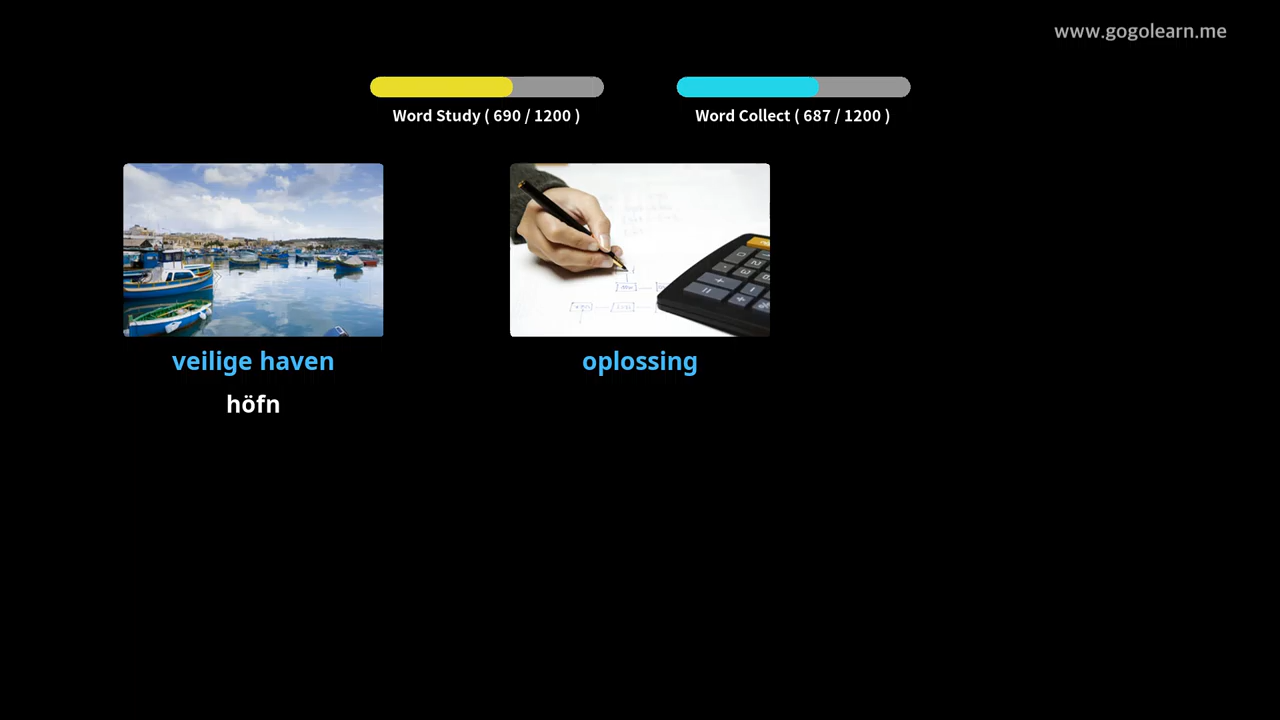 www.gogolearn.me
Word Study ( 690 / 1200 )
Word Collect ( 687 / 1200 )
veilige haven
höfn
oplossing